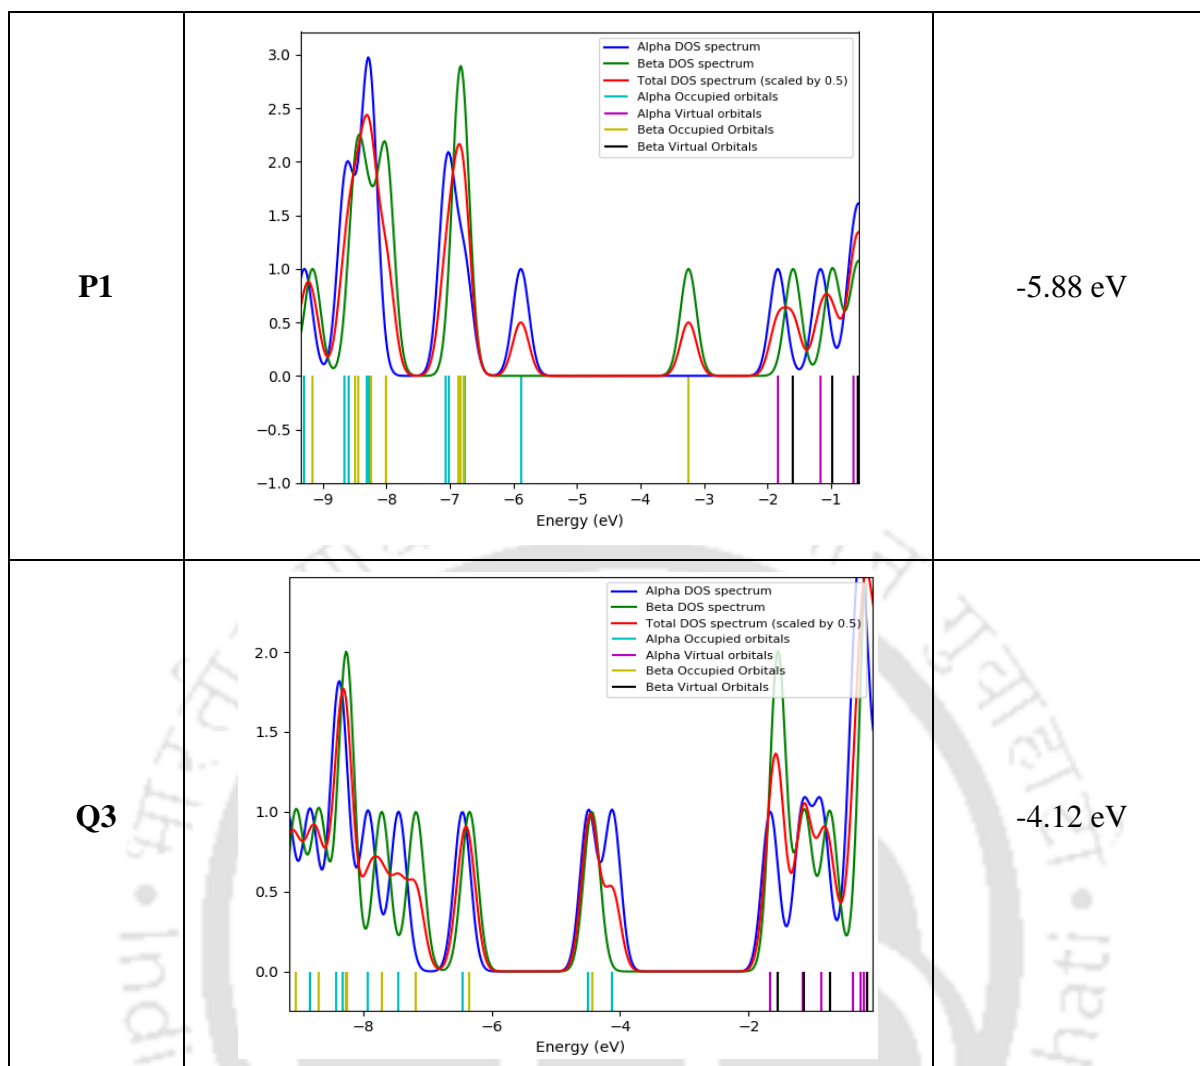 3.0
2.5
2.0
1.5
1.0
0.5
0.0
−0.5
−1.0
Alpha DOS spectrum
Beta DOS spectrum
Total DOS spectrum (scaled by 0.5)
Alpha Occupied orbitals
Alpha Virtual orbitals
Beta Occupied Orbitals
Beta Virtual Orbitals
−9 −8 −7 −6 −5 −4 −3 −2 −1
Energy (eV)
P1
-5.88 eV
2.0
1.5
1.0
0.5
0.0
Alpha DOS spectrum
Beta DOS spectrum
Total DOS spectrum (scaled by 0.5)
Alpha Occupied orbitals
Alpha Virtual orbitals
Beta Occupied Orbitals
Beta Virtual Orbitals
−8 −6 −4 −2
Energy (eV)
Q3
-4.12 eV